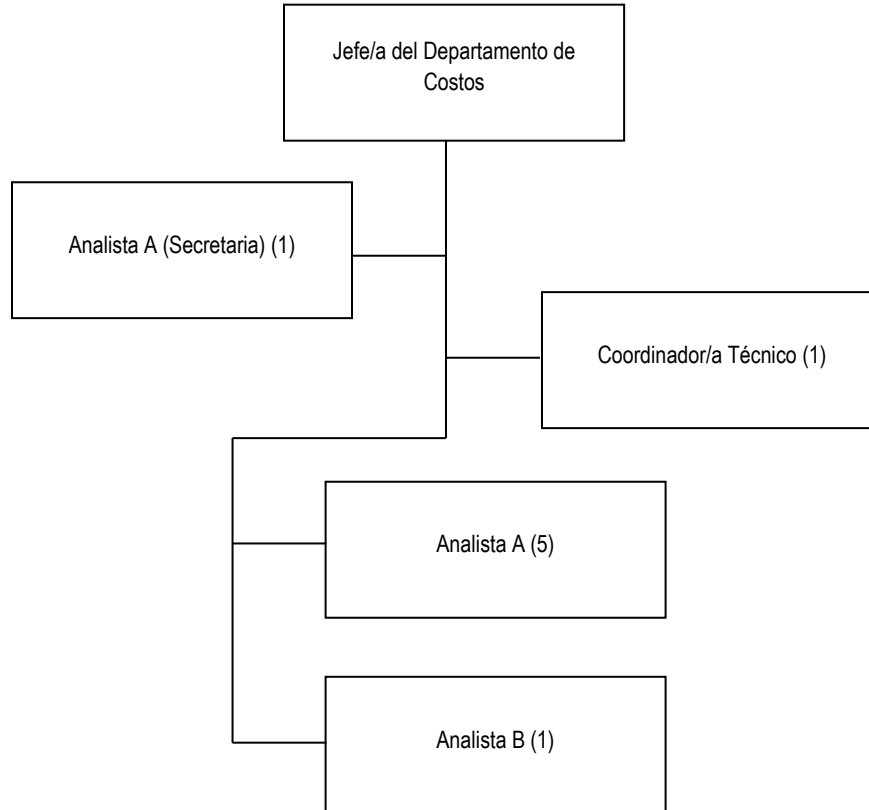 Jefe/a del Departamento de
Costos
Analista A (Secretaria) (1)
Coordinador/a Técnico (1)
Analista A (5)
Analista B (1)